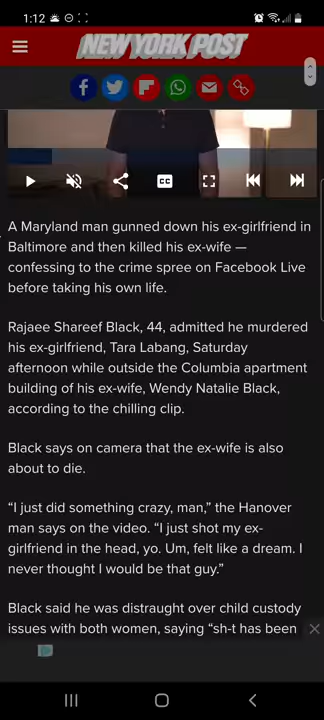 1:12
NEW YORK POST
CC
A Maryland man gunned down his ex-girlfriend in
Baltimore and then killed his ex-wife —
confessing to the crime spree on Facebook Live
before taking his own life.
Rajaee Shareef Black, 44, admitted he murdered
his ex-girlfriend, Tara Labang, Saturday
afternoon while outside the Columbia apartment
building of his ex-wife, Wendy Natalie Black,
according to the chilling clip.
Black says on camera that the ex-wife is also
about to die.
“I just did something crazy, man,” the Hanover
man says on the video. “I just shot my ex-
girlfriend in the head, yo. Um, felt like a dream. I
never thought I would be that guy.”
Black said he was distraught over child custody
issues with both women, saying “sh-t has been